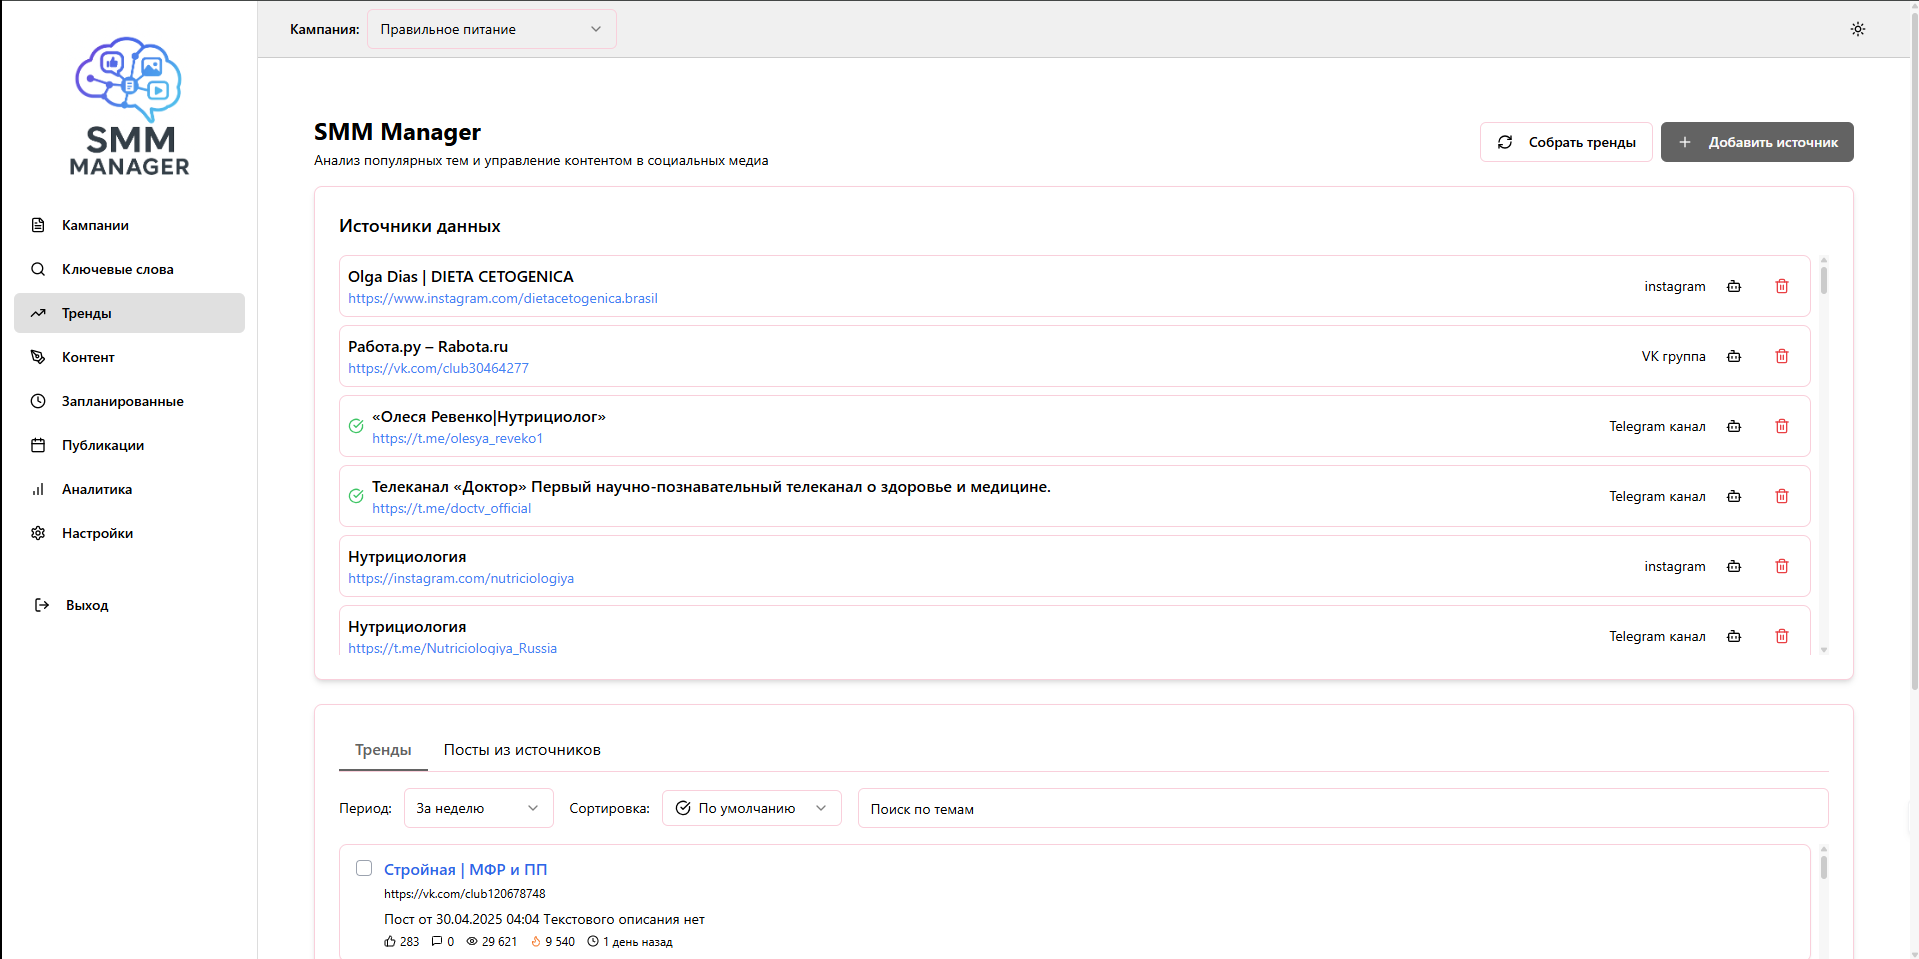 Кампания: Правильное питание
SMM
MANAGER
Кампании
Ключевые слова
Тренды
Контент
Запланированные
Публикации
Аналитика
Настройки
Выход
SMM Manager
Анализ популярных тем и управление контентом в социальных медиа
Собрать тренды
Добавить источник
Источники данных
Olga Dias | DIETA CETOGENICA
https://www.instagram.com/dietacetogenica.brasil
instagram
Работа.ру – Rabota.ru
https://vk.com/club30464277
VK группа
«Олеся Ревенко|Нутрициолог»
https://t.me/olesya_reveko1
Telegram канал
Телеканал «Доктор» Первый научно-познавательный телеканал о здоровье и медицине.
https://t.me/doctv_official
Telegram канал
Нутрициология
https://instagram.com/nutriciologiya
instagram
Нутрициология
https://t.me/Nutriciologiya_Russia
Telegram канал
Тренды Посты из источников
Период: За неделю Сортировка: По умолчанию Поиск по темам
Стройная | МФР и ПП
https://vk.com/club120678748
Пост от 30.04.2025 04:04 Текстового описания нет
283 0 29 621 9 540 1 день назад